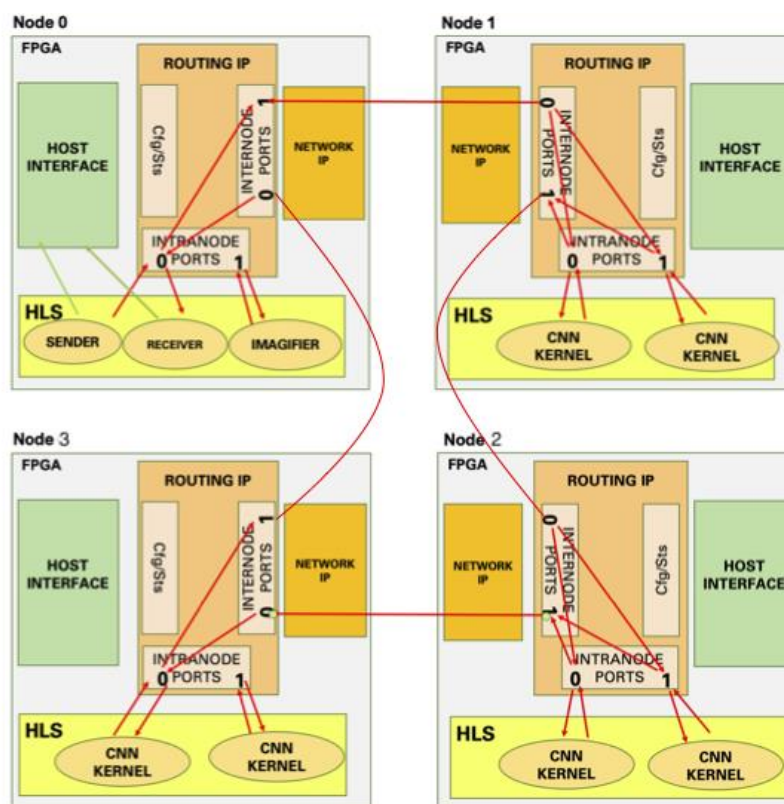 Node 0
FPGA
ROUTING IP
HOST
INTERFACE
Cfg/Sts
INTERNODE
PORTS
1
0
NETWORK
IP
INTRANODE
PORTS
0
1
HLS
SENDER
RECEIVER
IMAGIFIER
Node 1
FPGA
ROUTING IP
NETWORK
IP
0
1
INTERNODE
PORTS
Cfg/Sts
HOST
INTERFACE
INTRANODE
PORTS
0
1
HLS
CNN
KERNEL
CNN
KERNEL
Node 3
FPGA
ROUTING IP
HOST
INTERFACE
Cfg/Sts
INTERNODE
PORTS
1
0
NETWORK
IP
INTRANODE
PORTS
0
1
HLS
CNN
KERNEL
CNN
KERNEL
Node 2
FPGA
ROUTING IP
NETWORK
IP
0
1
INTERNODE
PORTS
Cfg/Sts
HOST
INTERFACE
INTRANODE
PORTS
0
1
HLS
CNN
KERNEL
CNN
KERNEL